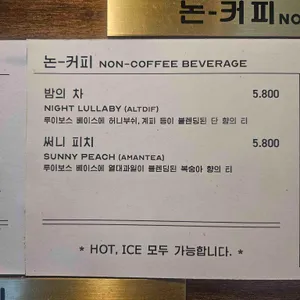 논-커피 NO
논-커피 NON-COFFEE BEVERAGE
밤의 차 5.800
NIGHT LULLABY (ALTDIF)
루이보스 베이스에 허니부쉬, 계피 등이 블렌딩된 단 향의 티
써니 피치 5.800
SUNNY PEACH (AMANTEA)
루이보스 베이스에 열대과일이 블렌딩된 복숭아 향의 티
* HOT, ICE 모두 가능합니다. *